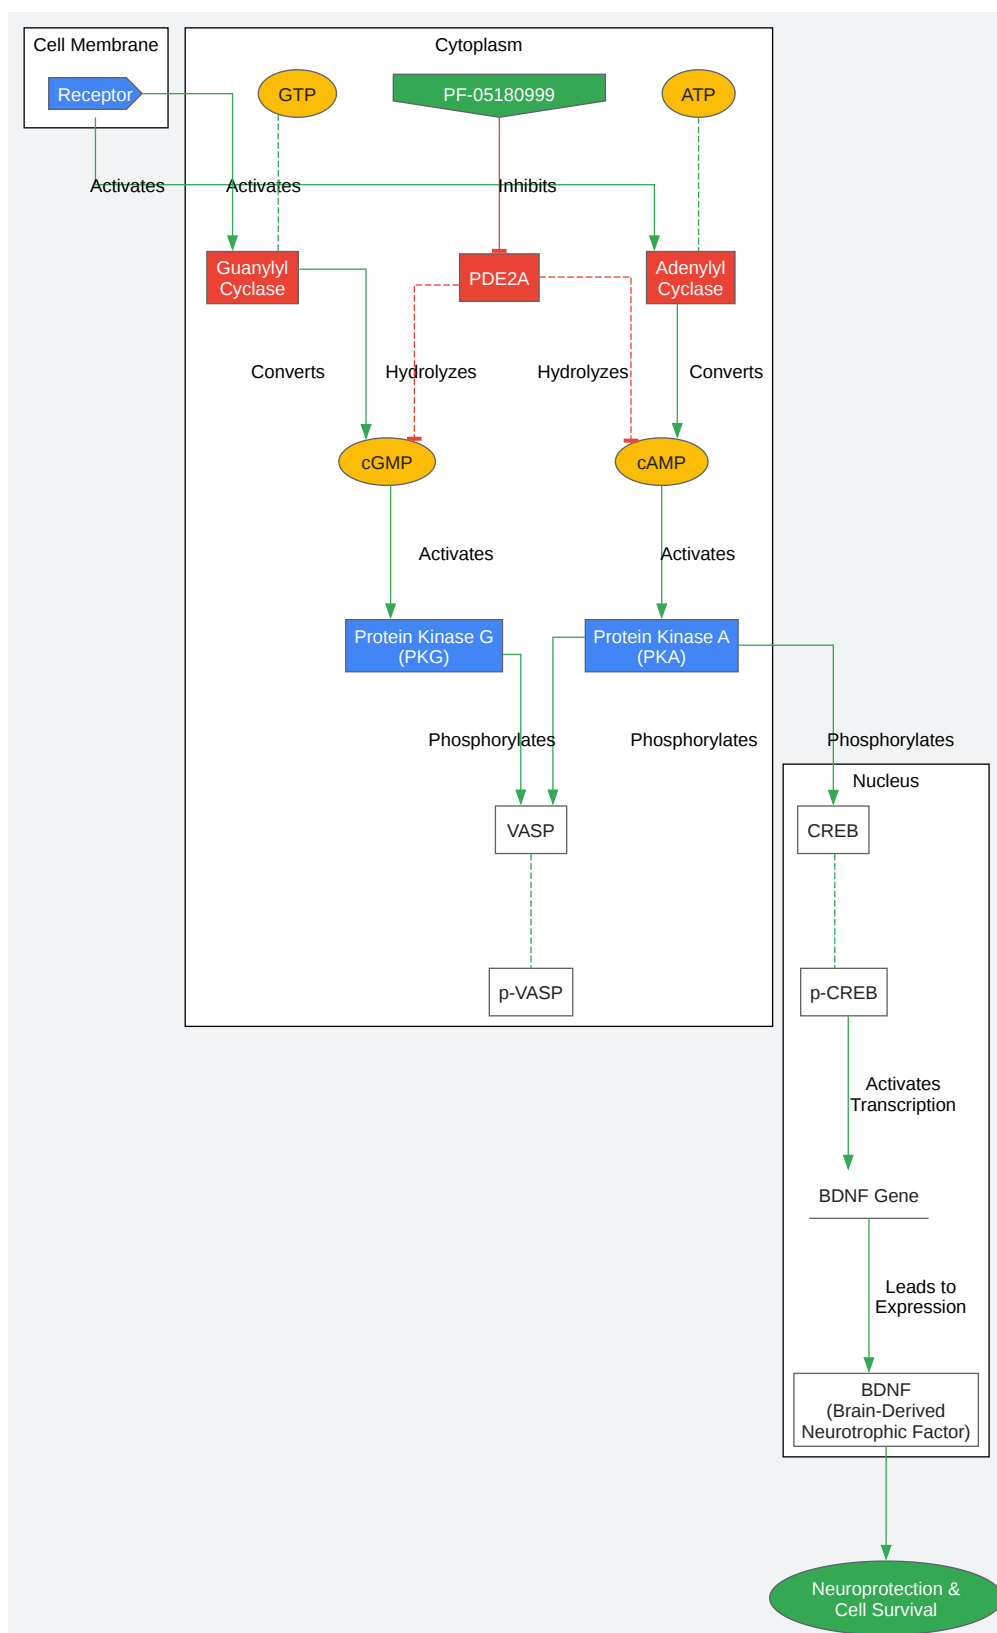 Cell Membrane
Cytoplasm
Receptor
GTP
PF-05180999
ATP
Activates
Activates
Inhibits
Guanylyl
Cyclase
PDE2A
Adenylyl
Cyclase
Converts
Hydrolyzes
Hydrolyzes
Converts
cGMP
cAMP
Activates
Activates
Protein Kinase G
(PKG)
Protein Kinase A
(PKA)
Phosphorylates
Phosphorylates
Phosphorylates
Nucleus
VASP
CREB
p-VASP
p-CREB
Activates
Transcription
BDNF Gene
Leads to
Expression
BDNF
(Brain-Derived
Neurotrophic Factor)
Neuroprotection &
Cell Survival